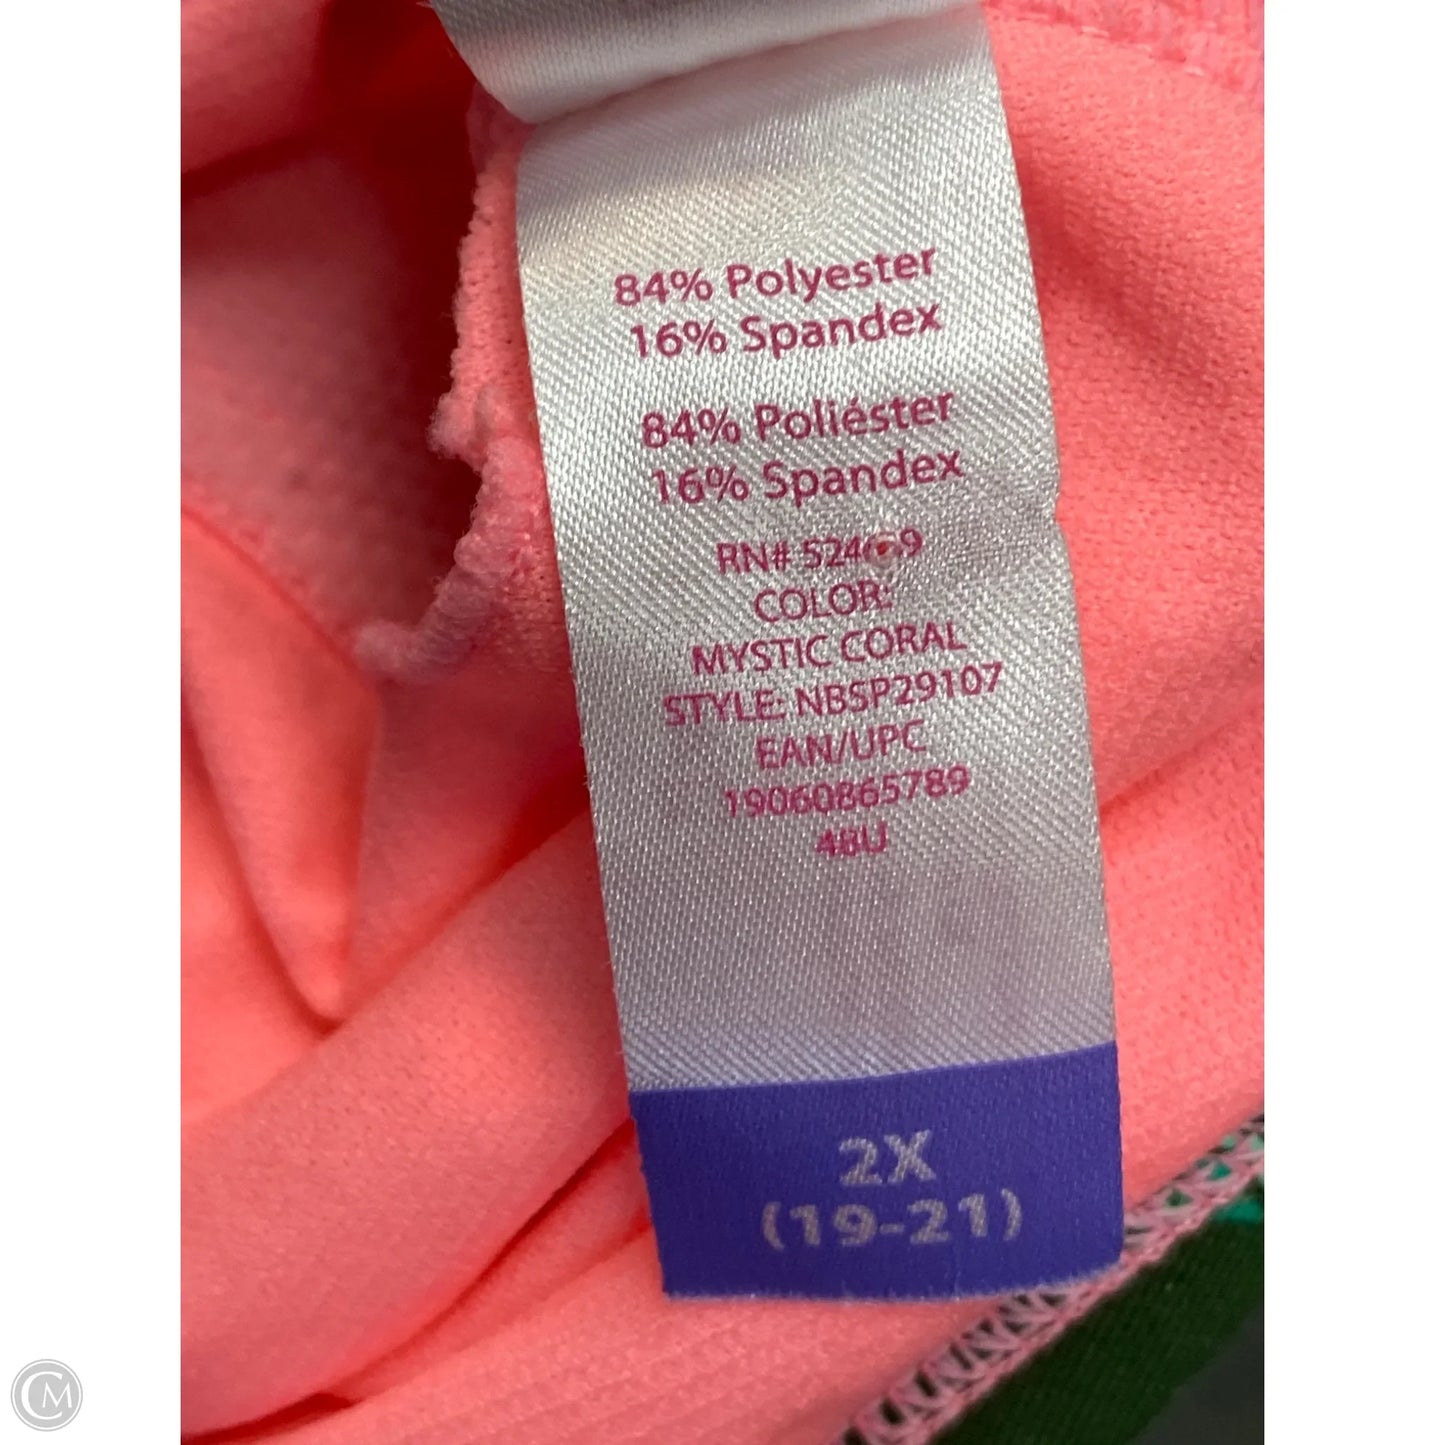 84% Polyester
16% Spandex
84% Poliéster
16% Spandex
RN#
COLOR:
MYSTIC CORAL
STYLE: NBSP29107
EAN/UPC
19060865789
48U
2X
(19-21)
CM